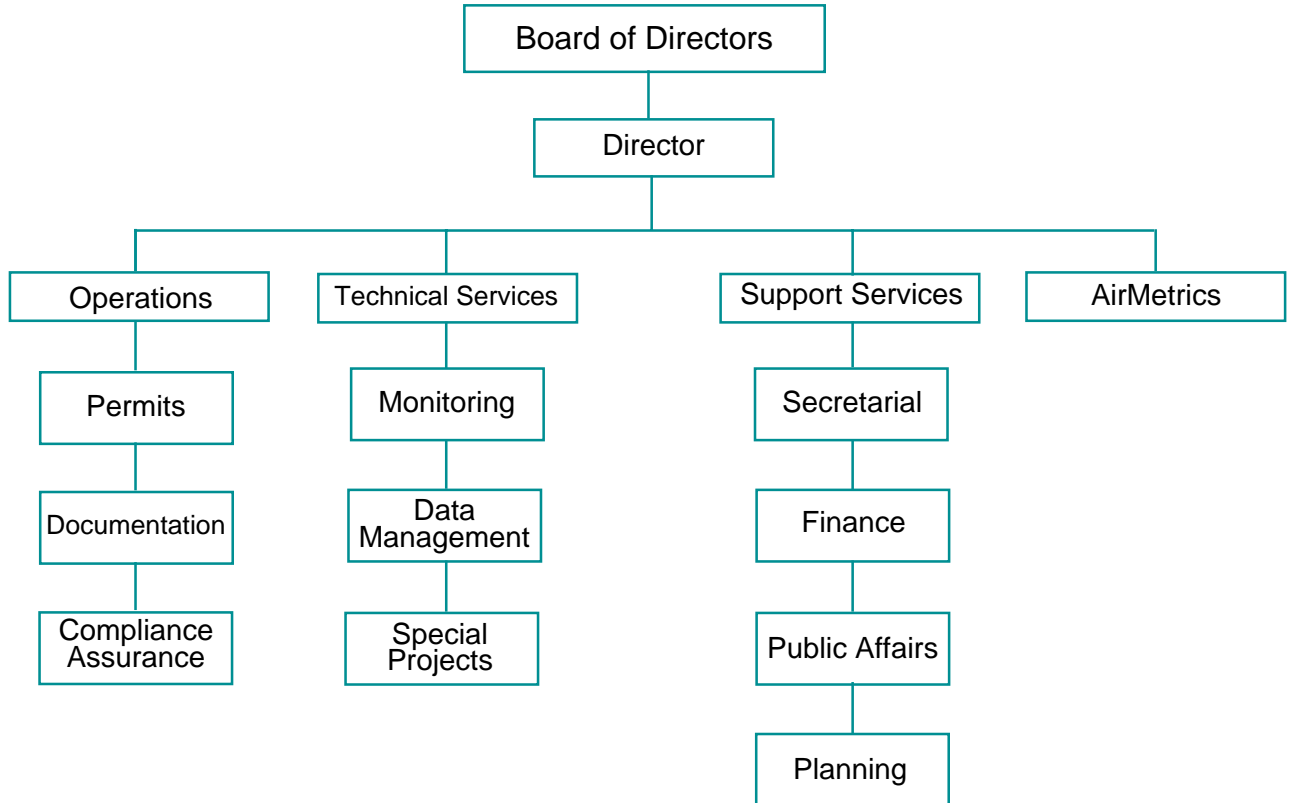 Board of Directors
Director
Operations
Technical Services
Support Services
AirMetrics
Permits
Monitoring
Secretarial
Documentation
Data
Management
Finance
Compliance
Assurance
Special
Projects
Public Affairs
Planning